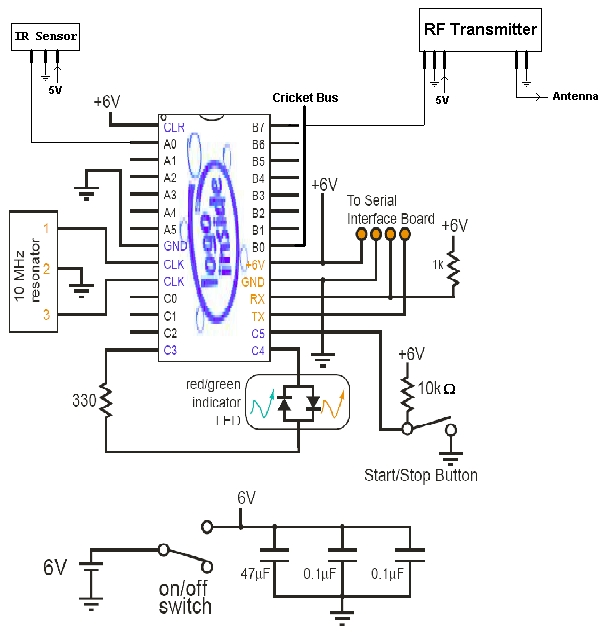 IR Sensor
5V
RF Transmitter
5V
Antenna
+6V
Cricket Bus
CLR
A0
A1
A2
A3
A4
A5
GND
CLK
CLK
C0
C1
C2
C3
logo
inside
B7
B6
B5
B4
B3
B2
B1
B0
+6V
GND
RX
TX
C5
C4
+6V
To Serial
Interface Board
+6V
1k
10 MHz
resonator
1
2
3
330
red/green
indicator
LED
+6V
10kΩ
Start/Stop Button
6V
on/off
switch
6V
47µF
0.1µF
0.1µF